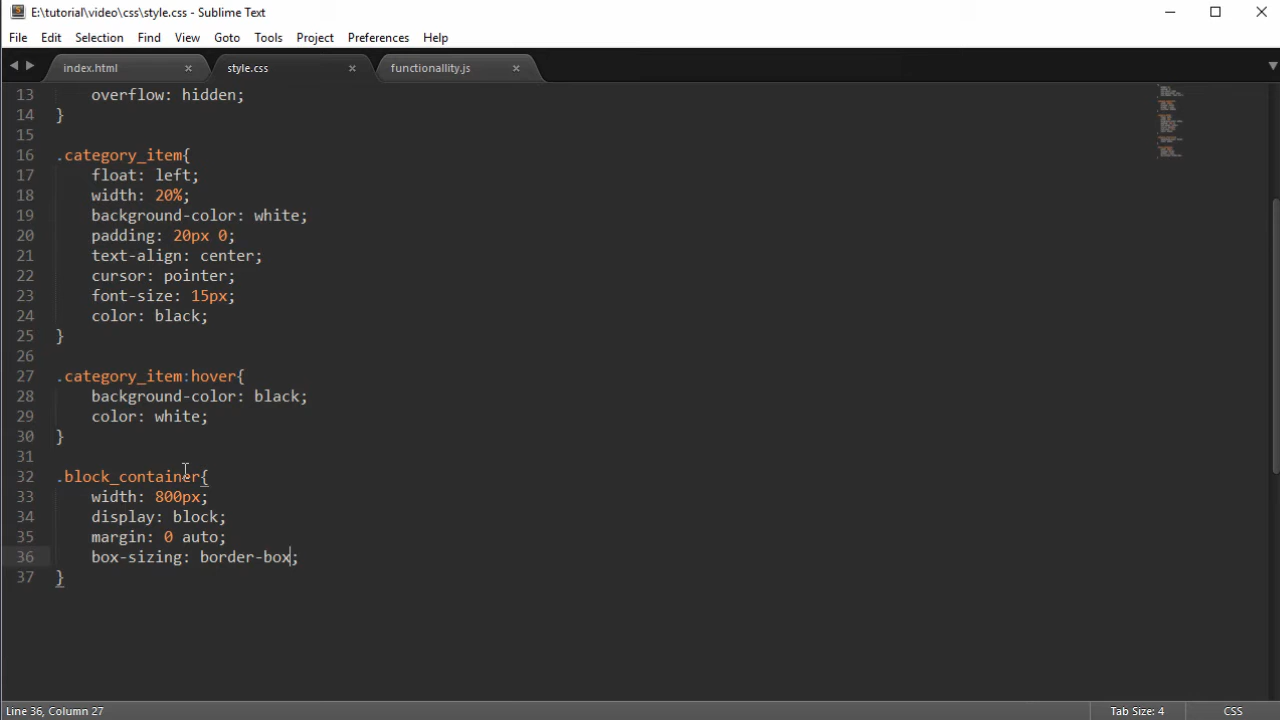 E:\tutorial\video\css\style.css - Sublime Text
File Edit Selection Find View Goto Tools Project Preferences Help
index.html × style.css × functionallity.js ×
13 overflow: hidden;
14 }
15
16 .category_item{
17 float: left;
18 width: 20%;
19 background-color: white;
20 padding: 20px 0;
21 text-align: center;
22 cursor: pointer;
23 font-size: 15px;
24 color: black;
25 }
26
27 .category_item:hover{
28 background-color: black;
29 color: white;
30 }
31
32 .block_container{
33 width: 800px;
34 display: block;
35 margin: 0 auto;
36 box-sizing: border-box;
37 }
Line 36, Column 27 Tab Size: 4 CSS